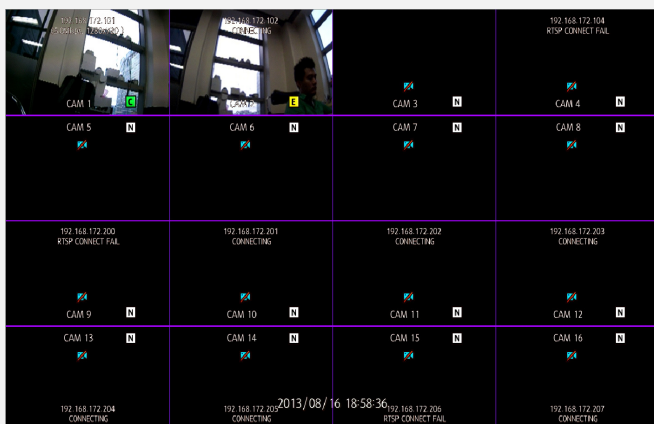 192.168.172.101
192.168.172.102
CONNECTING
192.168.172.104
RTSP CONNECT FAIL
CAM 1
C
E
CAM 3
N
CAM 4
N
CAM 5
N
CAM 6
N
CAM 7
N
CAM 8
N
192.168.172.200
RTSP CONNECT FAIL
192.168.172.201
CONNECTING
192.168.172.202
CONNECTING
192.168.172.203
CONNECTING
CAM 9
N
CAM 10
N
CAM 11
N
CAM 12
N
CAM 13
N
CAM 14
N
CAM 15
N
CAM 16
N
2013/08/16 18:58:36
192.168.172.204
CONNECTING
192.168.172.205
CONNECTING
192.168.172.206
RTSP CONNECT FAIL
192.168.172.207
CONNECTING